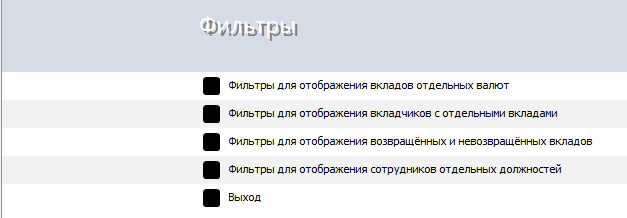 Фильтры
Фильтры для отображения вкладов отдельных валют
Фильтры для отображения вкладчиков с отдельными вкладами
Фильтры для отображения возвращённых и невозвращённых вкладов
Фильтры для отображения сотрудников отдельных должностей
Выход